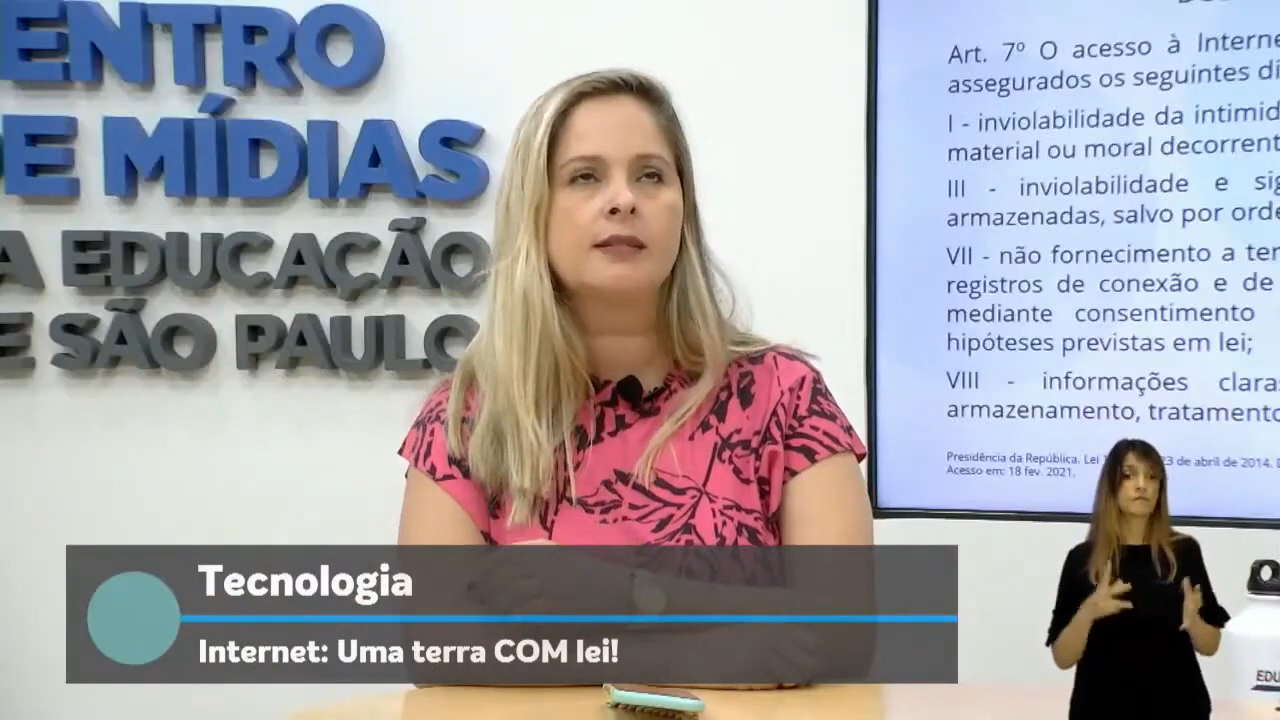 ENTRO
E MÍDIAS
A EDUCAÇÃO
E SÃO PAULO
Art. 7º O acesso à Interne
assegurados os seguintes di
I - inviolabilidade da intimid
material ou moral decorrent
III - inviolabilidade e sig
armazenadas, salvo por orde
VII - não fornecimento a ter
registros de conexão e de
mediante consentimento
hipóteses previstas em lei;
VIII - informações claras
armazenamento, tratamento
Presidência da República. Lei 23 de abril de 2014. D
Acesso em: 18 fev. 2021.
EDU
Tecnologia
Internet: Uma terra COM lei!